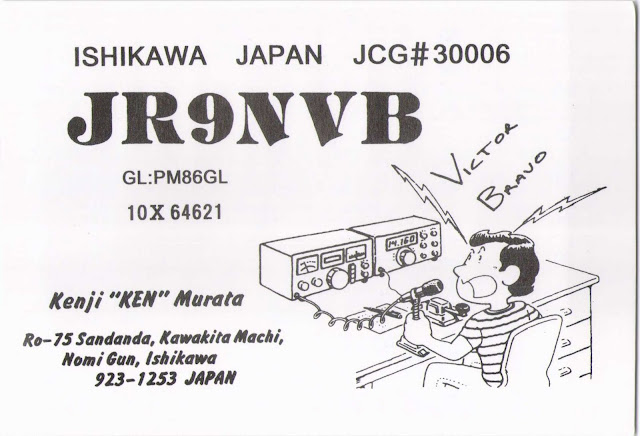 ISHIKAWA JAPAN JCG#30006
JR9NVB
GL:PM86GL
10X 64621
VICTOR
BRAVO
14.160
Kenji "KEN" Murata
Ro-75 Sandanda, Kawakita Machi,
Nomi Gun, Ishikawa
923-1253 JAPAN